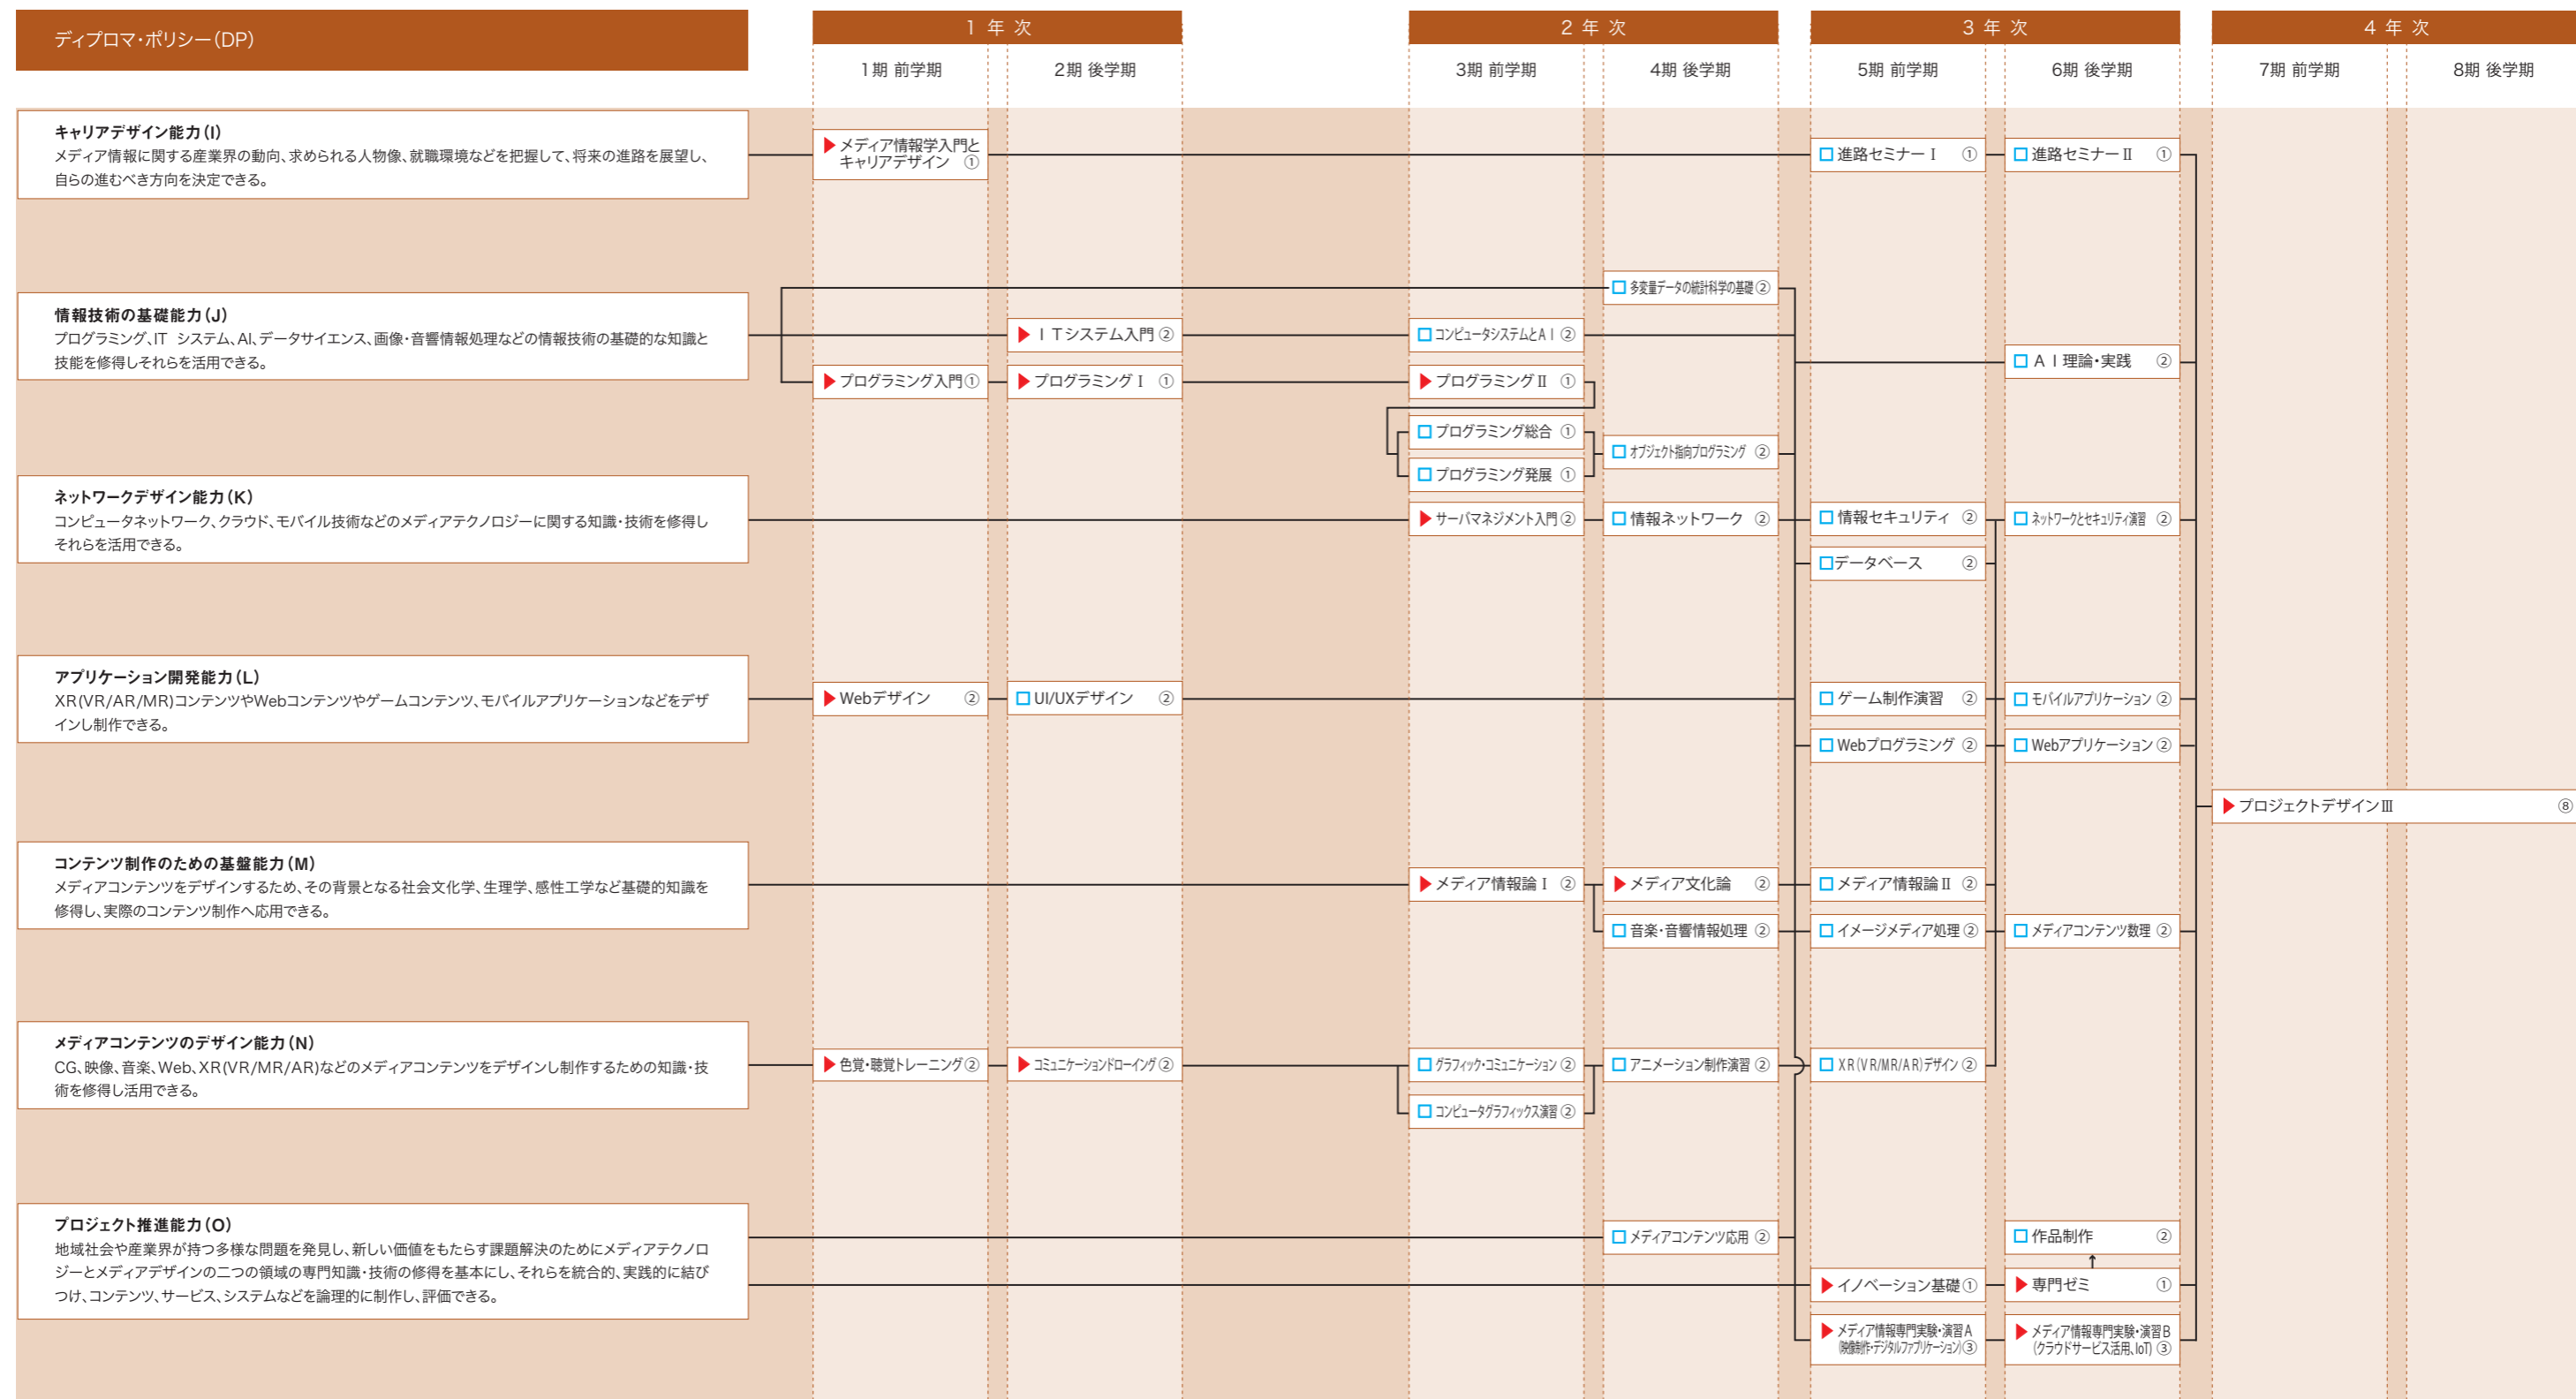 ディプロマ・ポリシー（DP）
1 年 次
2 年 次
3 年 次
4 年 次
1期 前学期
2期 後学期
3期 前学期
4期 後学期
5期 前学期
6期 後学期
7期 前学期
8期 後学期
キャリアデザイン能力（I）
メディア情報に関する産業界の動向、求められる人物像、就職環境などを把握して、将来の進路を展望し、
自らの進むべき方向を決定できる。
メディア情報学入門と
キャリアデザイン ①
進路セミナーⅠ ①
進路セミナーⅡ ①
情報技術の基礎能力（J）
プログラミング、IT システム、AI、データサイエンス、画像・音響情報処理などの情報技術の基礎的な知識と
技能を修得しそれらを活用できる。
多変量データの統計科学の基礎②
ＩＴシステム入門②
コンピュータシステムとＡＩ②
ＡＩ理論・実践 ②
プログラミング入門①
プログラミングⅠ ①
プログラミングⅡ ①
プログラミング総合 ①
オブジェクト指向プログラミング ②
プログラミング発展 ①
ネットワークデザイン能力（K）
コンピュータネットワーク、クラウド、モバイル技術などのメディアテクノロジーに関する知識・技術を修得し
それらを活用できる。
サーバマネジメント入門②
情報ネットワーク ②
情報セキュリティ ②
ネットワークとセキュリティ演習 ②
データベース ②
アプリケーション開発能力（L）
XR(VR/AR/MR)コンテンツやWebコンテンツやゲームコンテンツ、モバイルアプリケーションなどをデザ
インし制作できる。
Webデザイン ②
UI/UXデザイン ②
ゲーム制作演習 ②
モバイルアプリケーション②
Webプログラミング②
Webアプリケーション②
プロジェクトデザインⅢ ⑧
コンテンツ制作のための基盤能力（M）
メディアコンテンツをデザインするため、その背景となる社会文化学、生理学、感性工学など基礎的知識を
修得し、実際のコンテンツ制作へ応用できる。
メディア情報論Ⅰ ②
メディア文化論 ②
メディア情報論Ⅱ ②
音楽・音響情報処理 ②
イメージメディア処理②
メディアコンテンツ数理②
メディアコンテンツのデザイン能力（N）
CG、映像、音楽、Web、XR(VR/MR/AR)などのメディアコンテンツをデザインし制作するための知識・技
術を修得し活用できる。
色覚・聴覚トレーニング②
コミュニケーションドローイング②
グラフィック・コミュニケーション②
アニメーション制作演習②
XR(VR/MR/AR)デザイン②
コンピュータグラフィックス演習②
プロジェクト推進能力（O）
地域社会や産業界が持つ多様な問題を発見し、新しい価値をもたらす課題解決のためにメディアテクノロ
ジーとメディアデザインの二つの領域の専門知識・技術の修得を基本にし、それらを統合的、実践的に結び
つけ、コンテンツ、サービス、システムなどを論理的に制作し、評価できる。
メディアコンテンツ応用②
作品制作 ②
イノベーション基礎①
専門ゼミ ①
メディア情報専門実験・演習A
(映像制作・デジタルファブリケーション)③
メディア情報専門実験・演習B
(クラウドサービス活用、IoT) ③